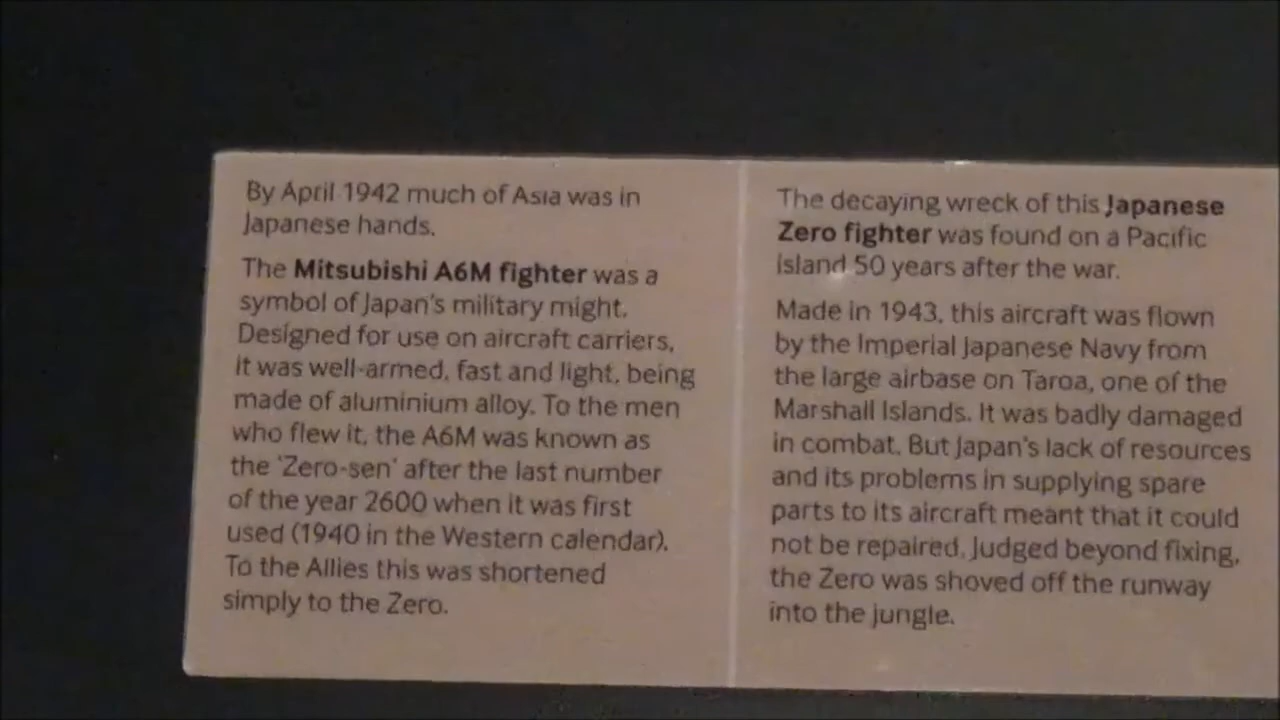 By April 1942 much of Asia was in
Japanese hands.
The Mitsubishi A6M fighter was a
symbol of Japan's military might.
Designed for use on aircraft carriers,
it was well-armed, fast and light, being
made of aluminium alloy. To the men
who flew it, the A6M was known as
the 'Zero-sen' after the last number
of the year 2600 when it was first
used (1940 in the Western calendar).
To the Allies this was shortened
simply to the Zero.
The decaying wreck of this Japanese
Zero fighter was found on a Pacific
island 50 years after the war.
Made in 1943, this aircraft was flown
by the Imperial Japanese Navy from
the large airbase on Taroa, one of the
Marshall Islands. It was badly damaged
in combat. But Japan's lack of resources
and its problems in supplying spare
parts to its aircraft meant that it could
not be repaired. Judged beyond fixing,
the Zero was shoved off the runway
into the jungle.